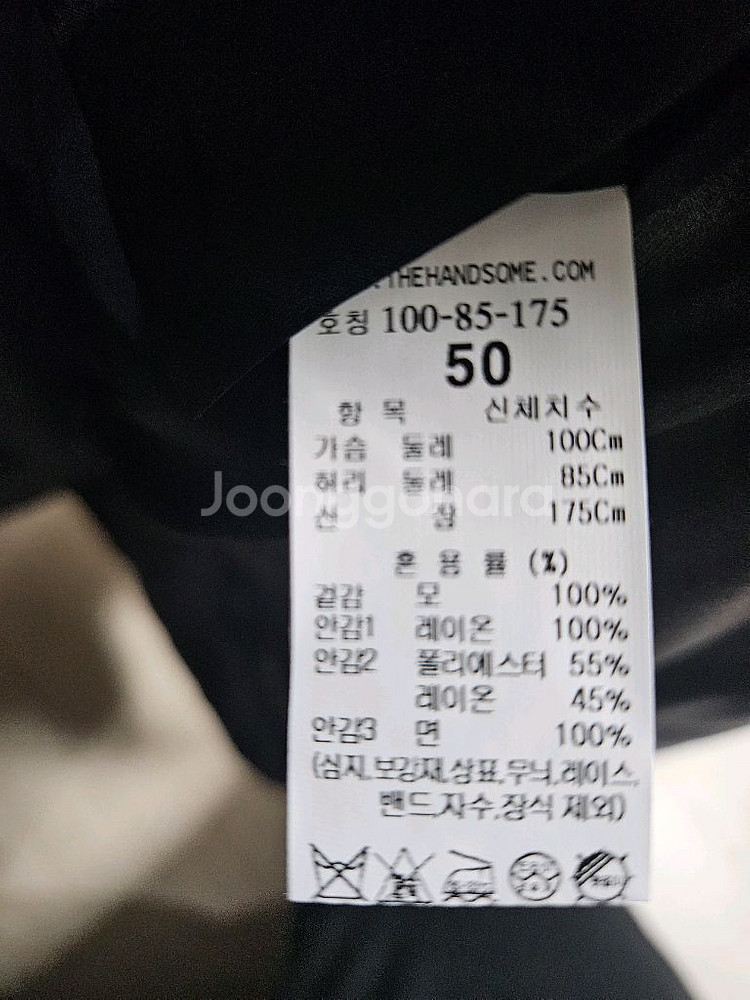 .THEHANDSOME.COM
호칭 100-85-175
50
항 목 신체치수
가슴 둘레 100Cm
허리 둘레 85Cm
Joonggonara
신 장 175Cm
혼 용 률 (%)
겉감 모 100%
안감1 레이온 100%
안감2 폴리에스터 55%
레이온 45%
안감3 면 100%
(심지,보강재,상표,무늬,레이스,
밴드,자수,장식 제외)